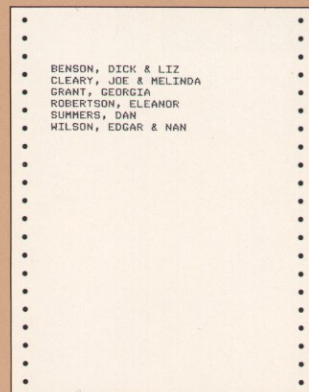 BENSON, DICK & LIZ
CLEARY, JOE & MELINDA
GRANT, GEORGIA
ROBERTSON, ELEANOR
SUMMERS, DAN
WILSON, EDGAR & NAN